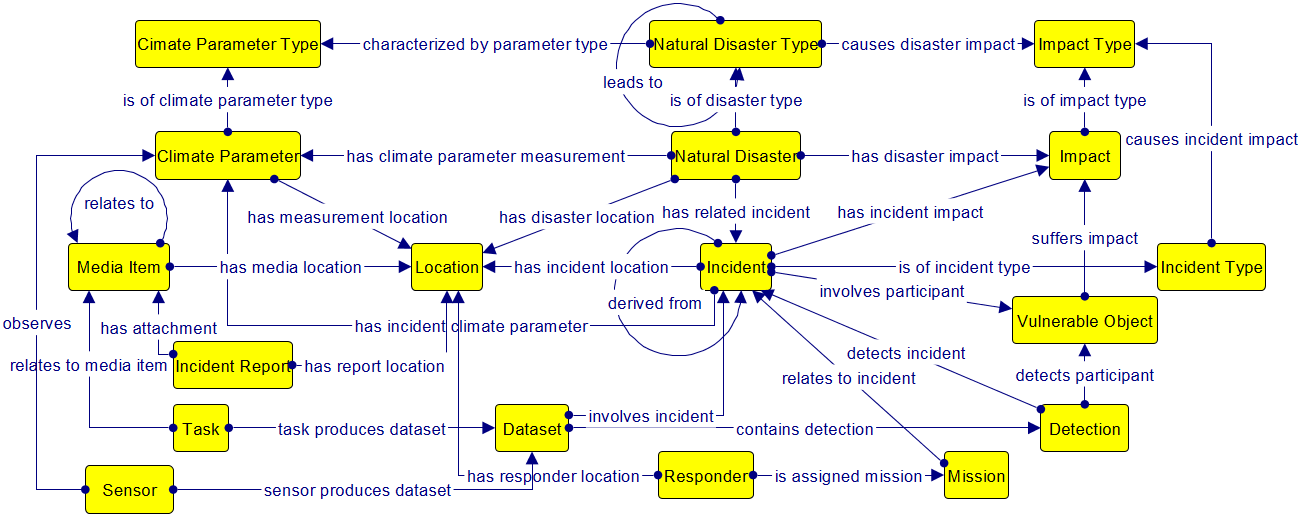 Cimate Parameter Type
characterized by parameter type
Natural Disaster Type
causes disaster impact
Impact Type
leads to
is of climate parameter type
is of disaster type
is of impact type
causes incident impact
Climate Parameter
has climate parameter measurement
Natural Disaster
has disaster impact
Impact
relates to
has measurement location
has disaster location
has related incident
has incident impact
suffers impact
Media Item
has media location
Location
has incident location
Incident
is of incident type
Incident Type
involves participant
derived from
observes
has attachment
has incident climate parameter
Vulnerable Object
relates to media item
Incident Report
has report location
detects incident
relates to incident
detects participant
Task
task produces dataset
Dataset
involves incident
contains detection
Detection
Sensor
sensor produces dataset
has responder location
Responder
is assigned mission
Mission